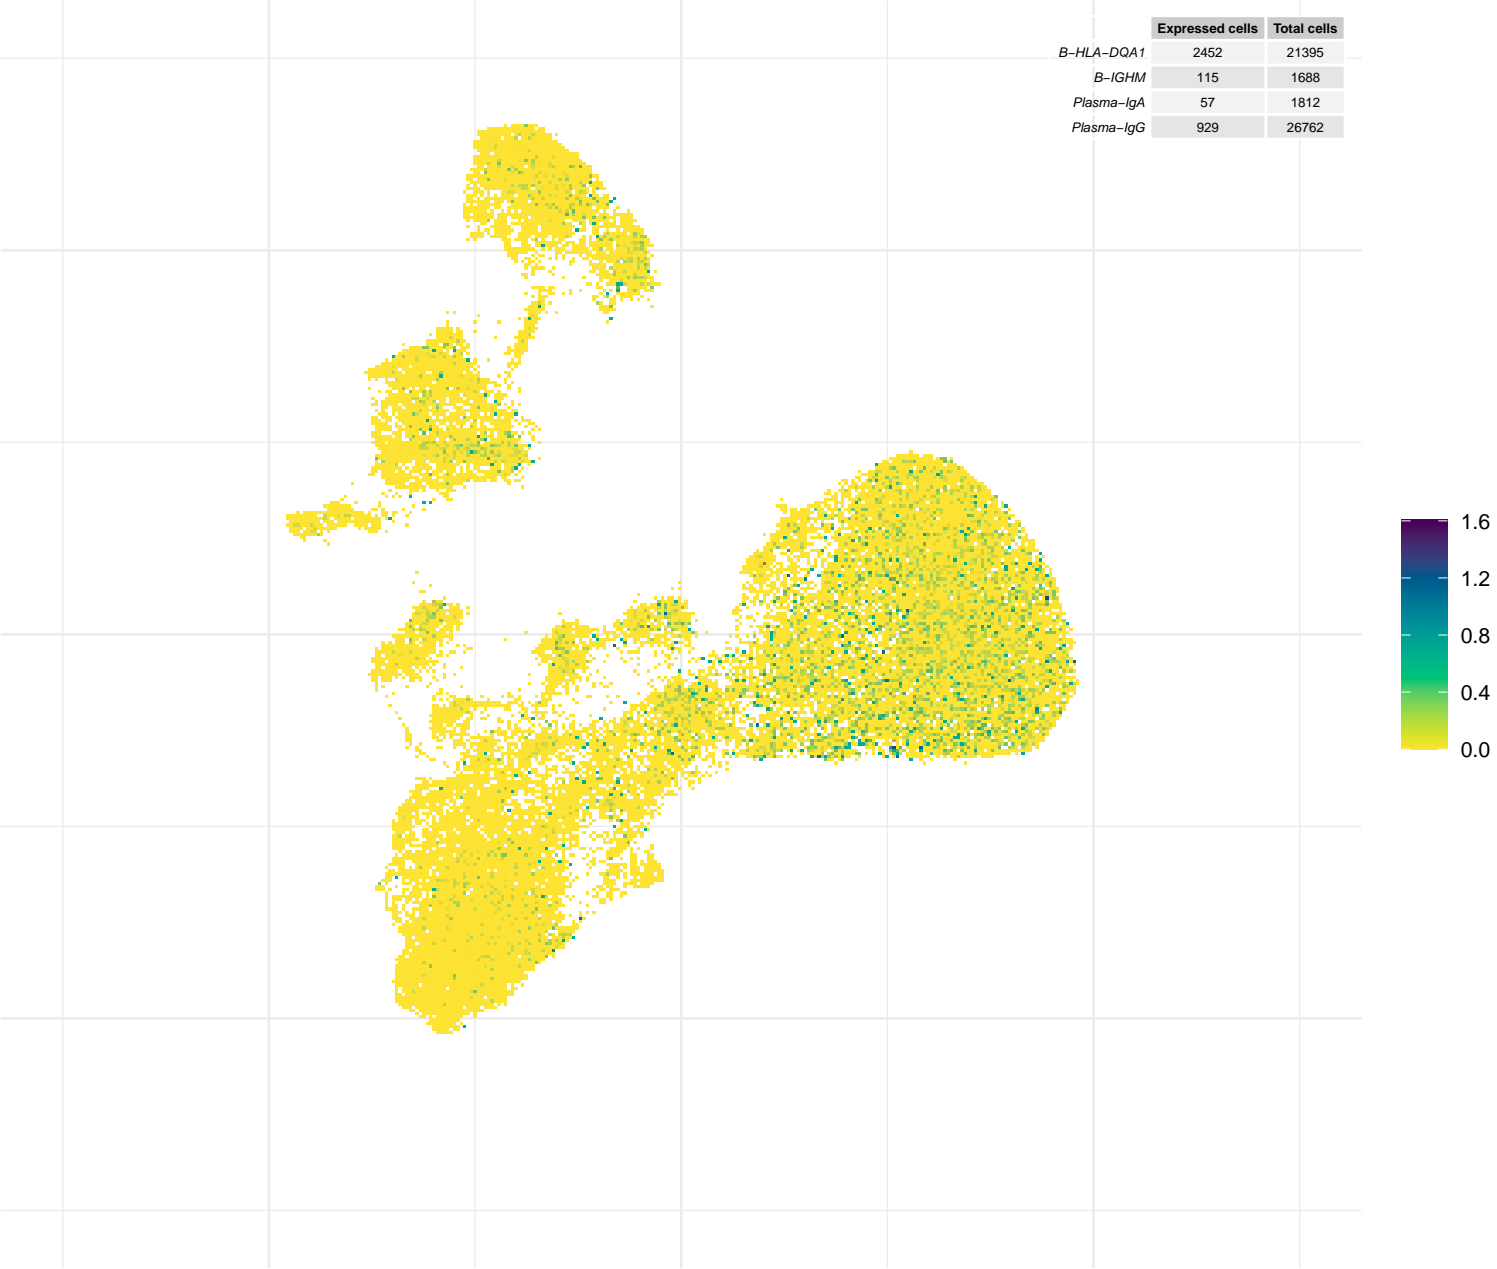 Expressed cells Total cells
B−HLA−DQA1 2452 21395
B−IGHM 115 1688
Plasma−IgA 57 1812
Plasma−IgG 929 26762
1.6
1.2
0.8
0.4
0.0